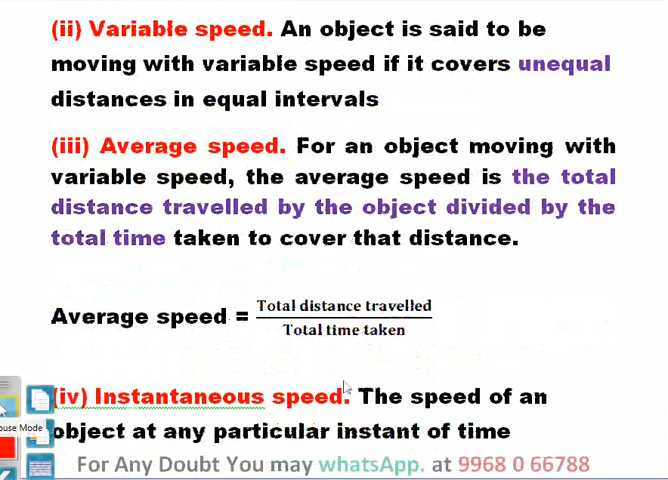 (ii) Variable speed. An object is said to be
moving with variable speed if it covers unequal
distances in equal intervals
(iii) Average speed. For an object moving with
variable speed, the average speed is the total
distance travelled by the object divided by the
total time taken to cover that distance.
Average speed = Total distance travelled
Total time taken
(iv) Instantaneous speed. The speed of an
ouse Mode
object at any particular instant of time
For Any Doubt You may whatsApp. at 9968 0 66788